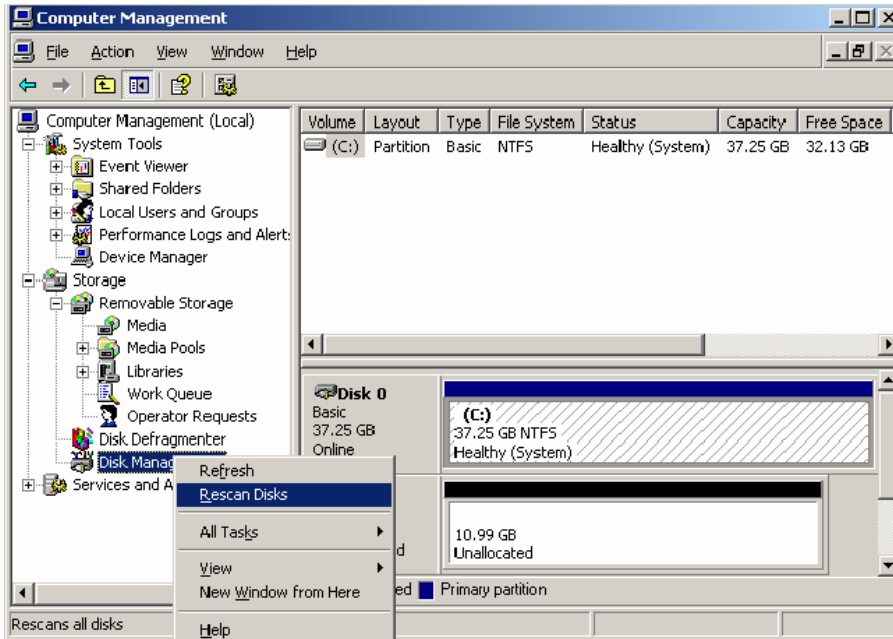 Computer Management
File Action View Window Help
Computer Management (Local)
System Tools
Event Viewer
Shared Folders
Local Users and Groups
Performance Logs and Alert
Device Manager
Storage
Removable Storage
Media
Media Pools
Libraries
Work Queue
Operator Requests
Disk Defragmenter
Disk Manag
Services and A
Refresh
Rescan Disks
All Tasks
View
New Window from Here
Help
Volume Layout Type File System Status Capacity Free Space
(C:) Partition Basic NTFS Healthy (System) 37.25 GB 32.13 GB
Disk 0
Basic
37.25 GB
Online
(C:)
37.25 GB NTFS
Healthy (System)
d
10.99 GB
Unallocated
ed Primary partition
Rescans all disks